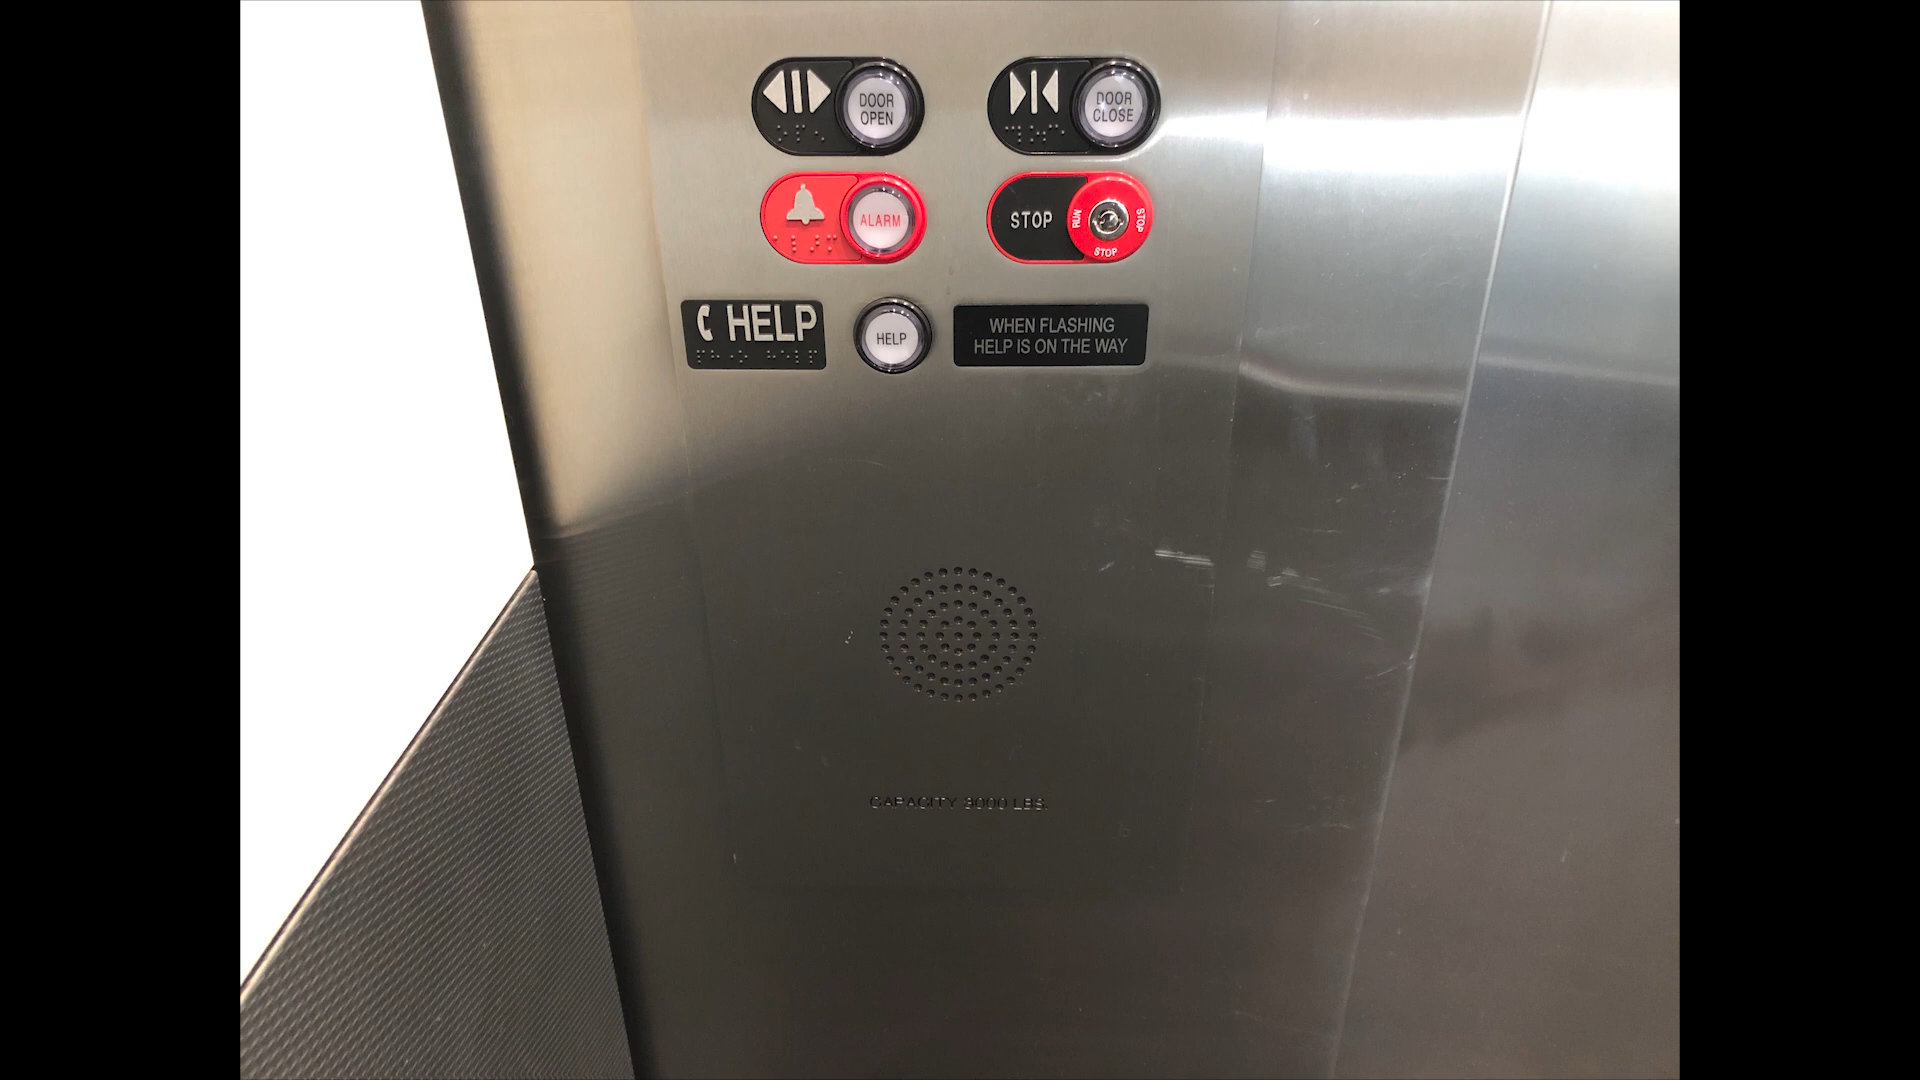 DOOR
OPEN
DOOR
CLOSE
ALARM
STOP
RUN
STOP
STOP
HELP
HELP
WHEN FLASHING
HELP IS ON THE WAY
CAPACITY 3000 LBS.